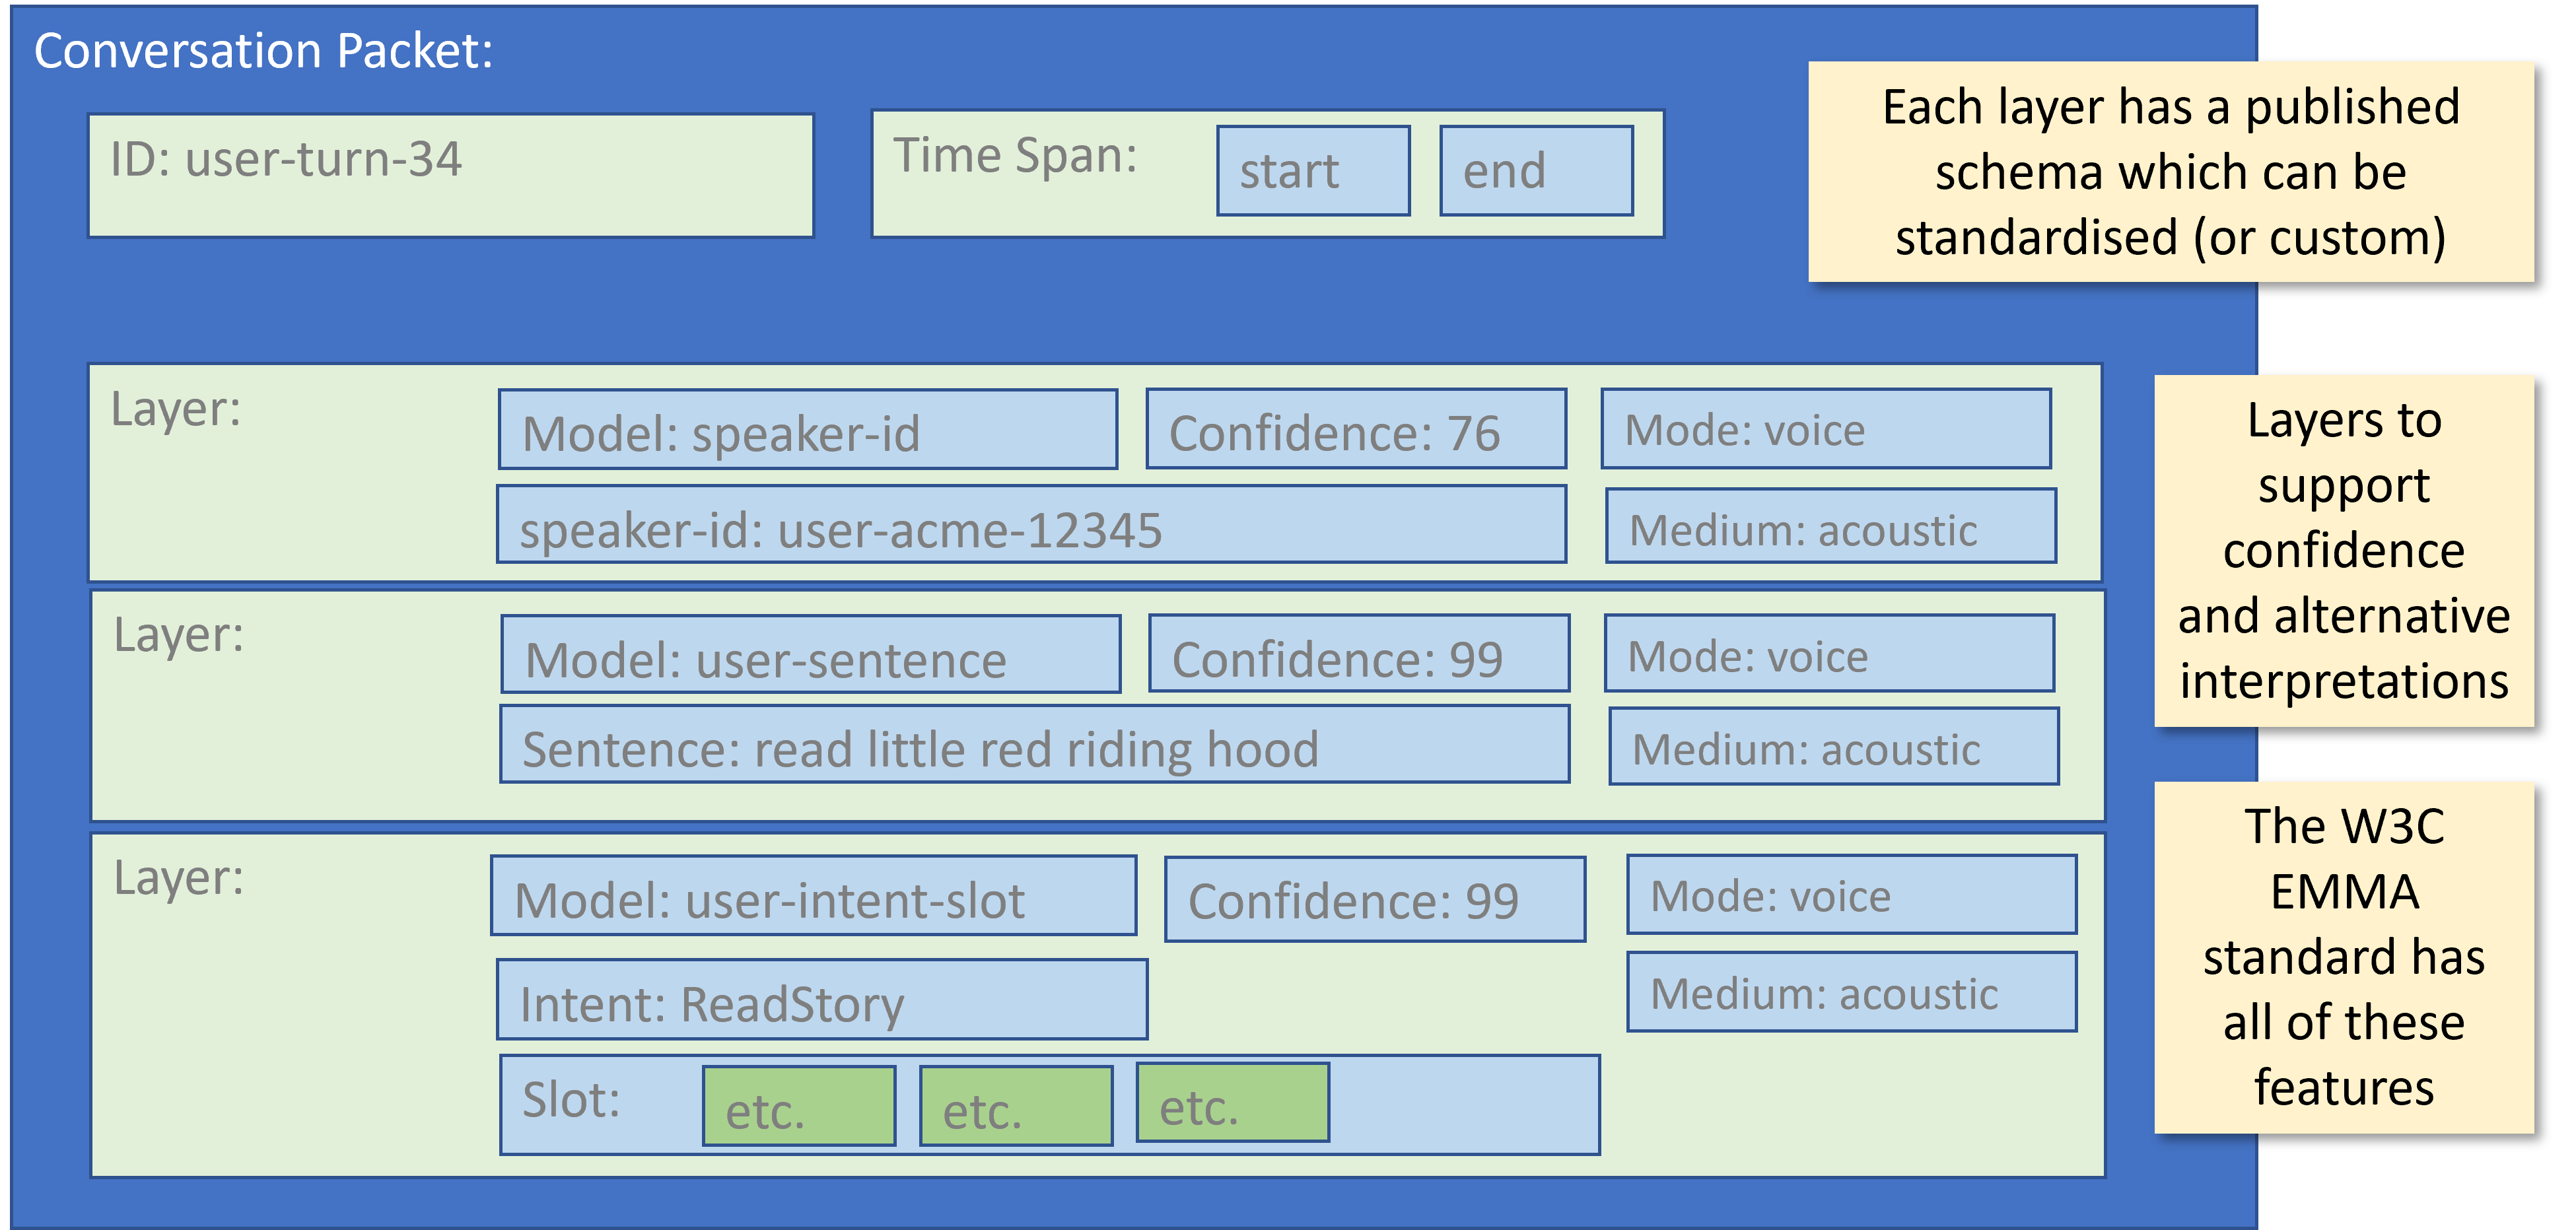 Conversation Packet:
ID: user-turn-34
Time Span:
start
end
Each layer has a published
schema which can be
standardised (or custom)
Layer:
Model: speaker-id
Confidence: 76
Mode: voice
speaker-id: user-acme-12345
Medium: acoustic
Layers to
support
confidence
and alternative
interpretations
Layer:
Model: user-sentence
Confidence: 99
Mode: voice
Sentence: read little red riding hood
Medium: acoustic
Layer:
Model: user-intent-slot
Confidence: 99
Mode: voice
Intent: ReadStory
Medium: acoustic
Slot:
etc.
etc.
etc.
The W3C
EMMA
standard has
all of these
features